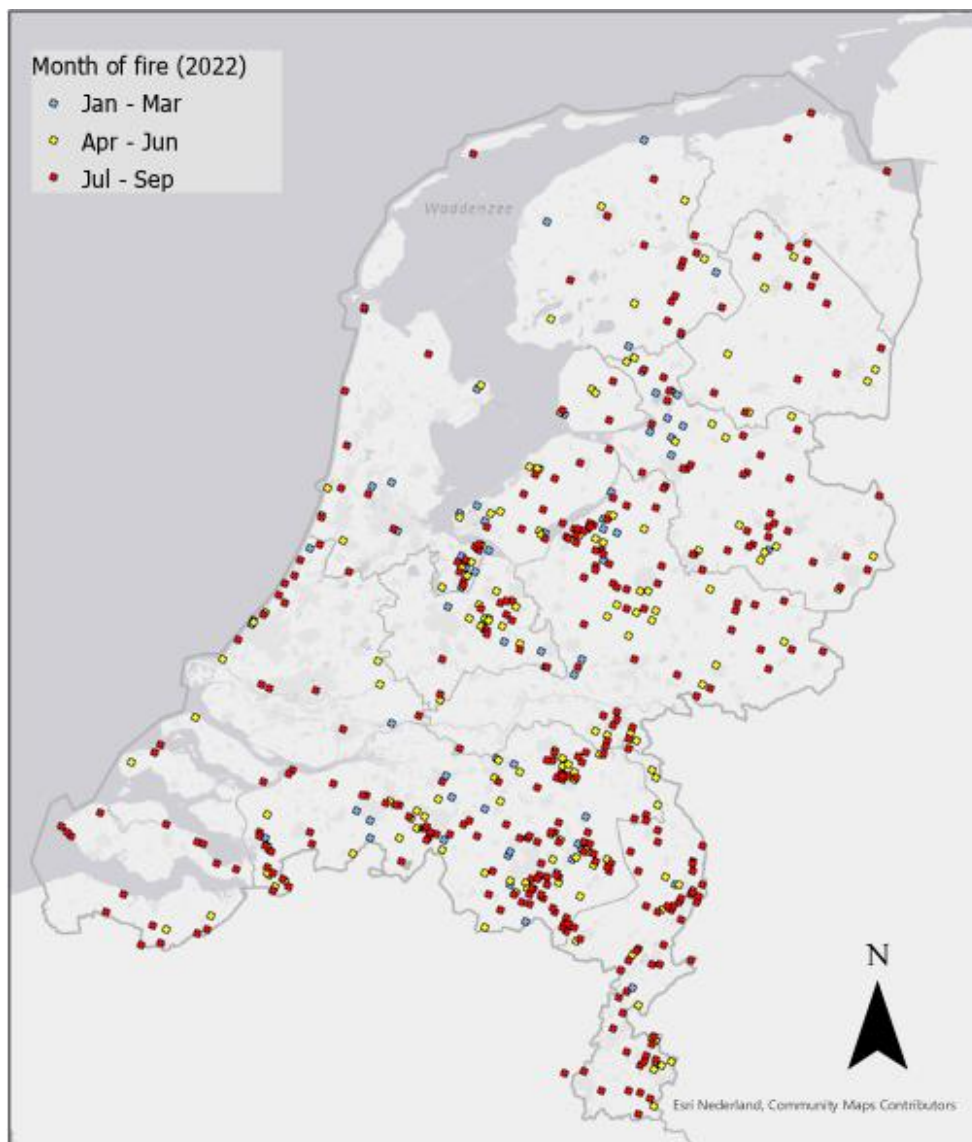 Month of fire (2022)
Jan - Mar
Apr - Jun
Jul - Sep
Waddenzee
N
Esri Nederland, Community Maps Contributors